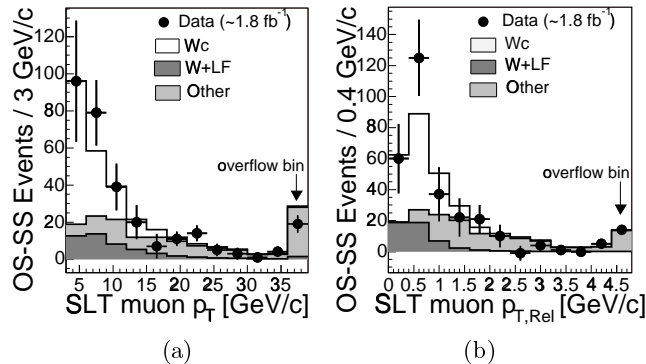 OS-SS Events / 3 GeV/c
120
100
80
60
40
20
0
Data (~1.8 fb⁻¹)
Wc
W+LF
Other
overflow bin
5 10 15 20 25 30 35
SLT muon p_T [GeV/c]
(a)
OS-SS Events / 0.4 GeV/c
140
120
100
80
60
40
20
0
Data (~1.8 fb⁻¹)
Wc
W+LF
Other
overflow bin
0 0.5 1 1.5 2 2.5 3 3.5 4 4.5
SLT muon p_T,Rel [GeV/c]
(b)